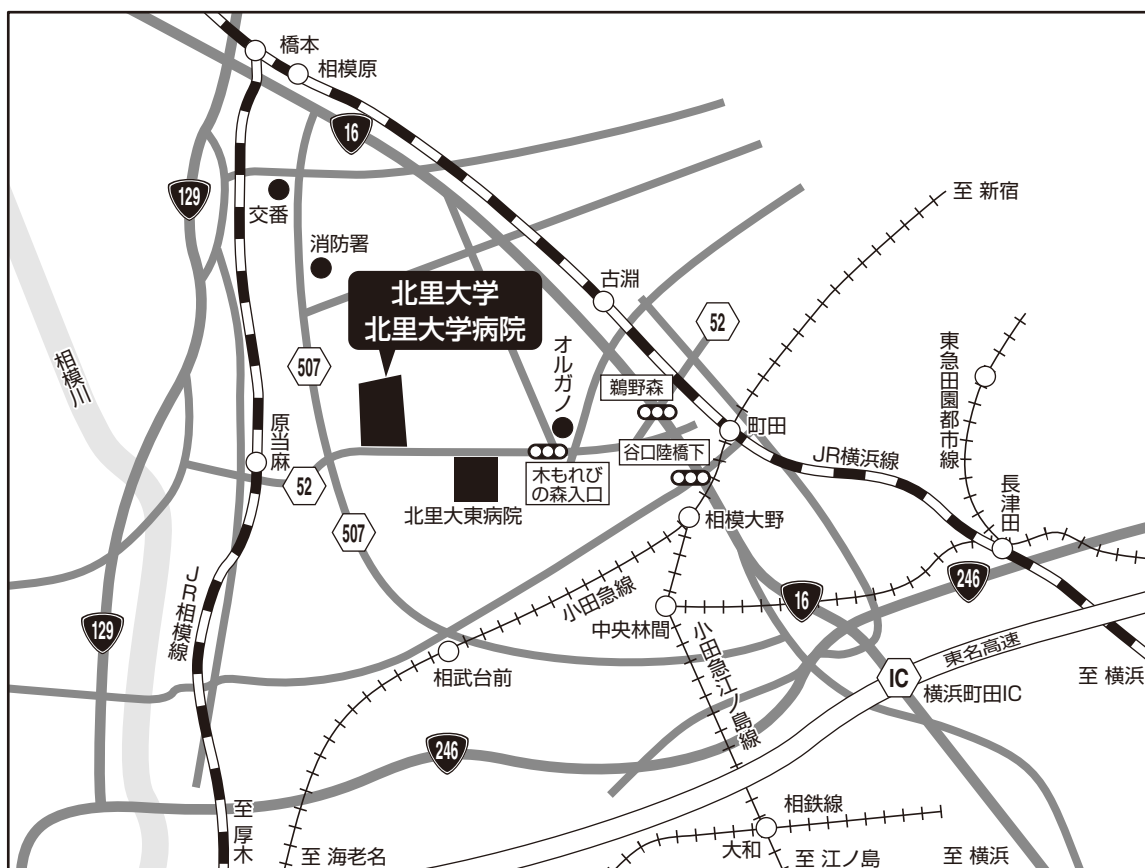 橋本
相模原
16
129
交番
至 新宿
消防署
北里大学
北里大学病院
古淵
52
オルガノ
507
鵜野森
東急田園都市線
相模川
原当麻
町田
谷口陸橋下
JR横浜線
52
木もれび
の森入口
北里大東病院
長津田
相模大野
507
JR相模線
小田急線
16
246
中央林間
129
小田急江ノ島線
東名高速
相武台前
IC
横浜町田IC
至 横浜
246
至 厚木
相鉄線
大和
至 海老名
至 江ノ島
至 横浜